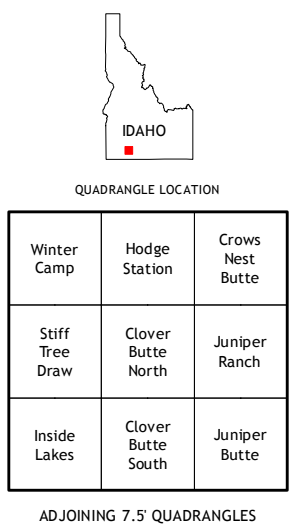 IDAHO
QUADRANGLE LOCATION
Winter
Camp
Hodge
Station
Crows
Nest
Butte
Stiff
Tree
Draw
Clover
Butte
North
Juniper
Ranch
Inside
Lakes
Clover
Butte
South
Juniper
Butte
ADJOINING 7.5' QUADRANGLES